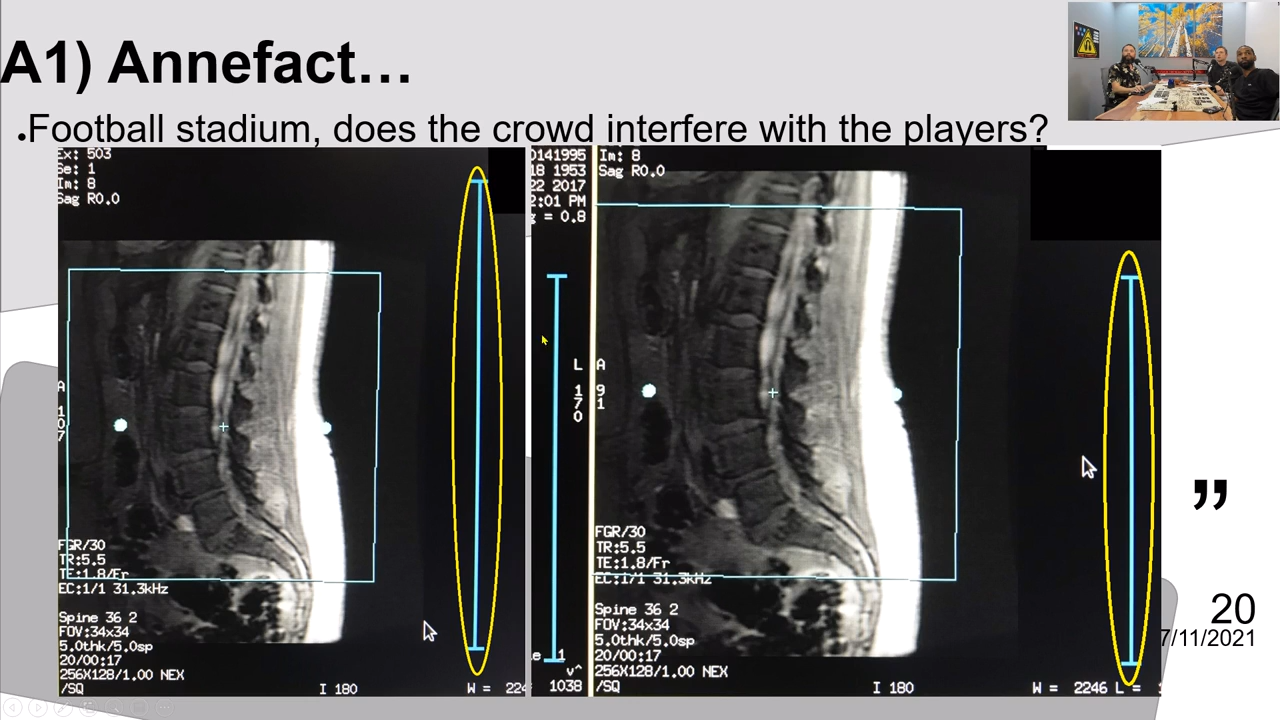 A1) Annefact…
•Football stadium, does the crowd interfere with the players?
Ex: 503
Se: 1
Im: 8
Sag R0.0
A
1
0
7
FGR/30
TR:5.5
TE:1.8/Fr
EC:1/1 31.3kHz
Spine 36 2
FOV:34x34
5.0thk/5.0sp
20/00:17
256X128/1.00 NEX
/SQ
I 180
W = 224
0141995
18 1953
22 2017
2:01 PM
= 0.8
L
1
7
0
1
v^
1038
Im: 8
Sag R0.0
A
9
1
FGR/30
TR:5.5
TE:1.8/Fr
EC:1/1 31.3kHz
Spine 36 2
FOV:34x34
5.0thk/5.0sp
20/00:17
256X128/1.00 NEX
/SQ
I 180
W = 2246 L =
”
20
7/11/2021